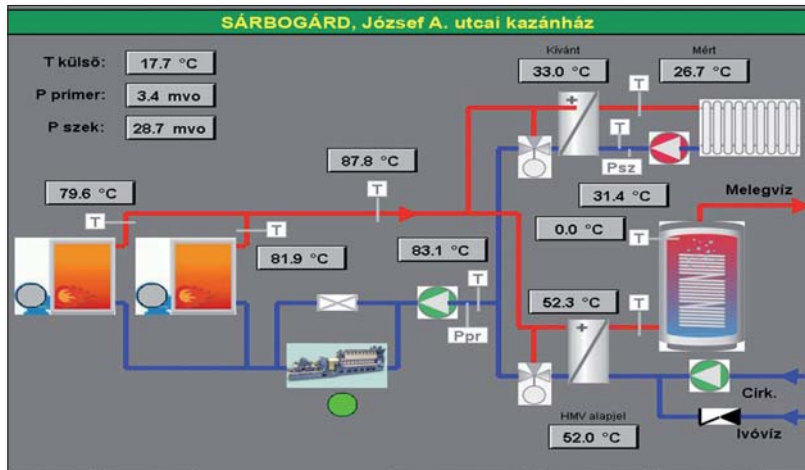 SÁRBOGÁRD, József A. utcai kazánház
T külső: 17.7 °C
P primer: 3.4 mvo
P szek: 28.7 mvo
Kívánt
33.0 °C
Mért
26.7 °C
T
T
Psz
87.8 °C
T
79.6 °C
T
T
81.9 °C
31.4 °C
Melegvíz
0.0 °C
T
83.1 °C
T
Ppr
52.3 °C
T
Cirk.
Ivóvíz
HMV alapjel
52.0 °C